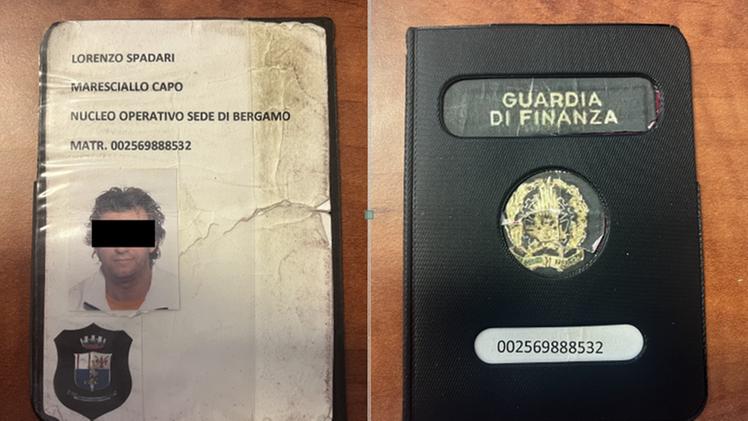 LORENZO SPADARI
MARESCIALLO CAPO
NUCLEO OPERATIVO SEDE DI BERGAMO
MATR. 002569888532
GUARDIA
DI FINANZA
002569888532